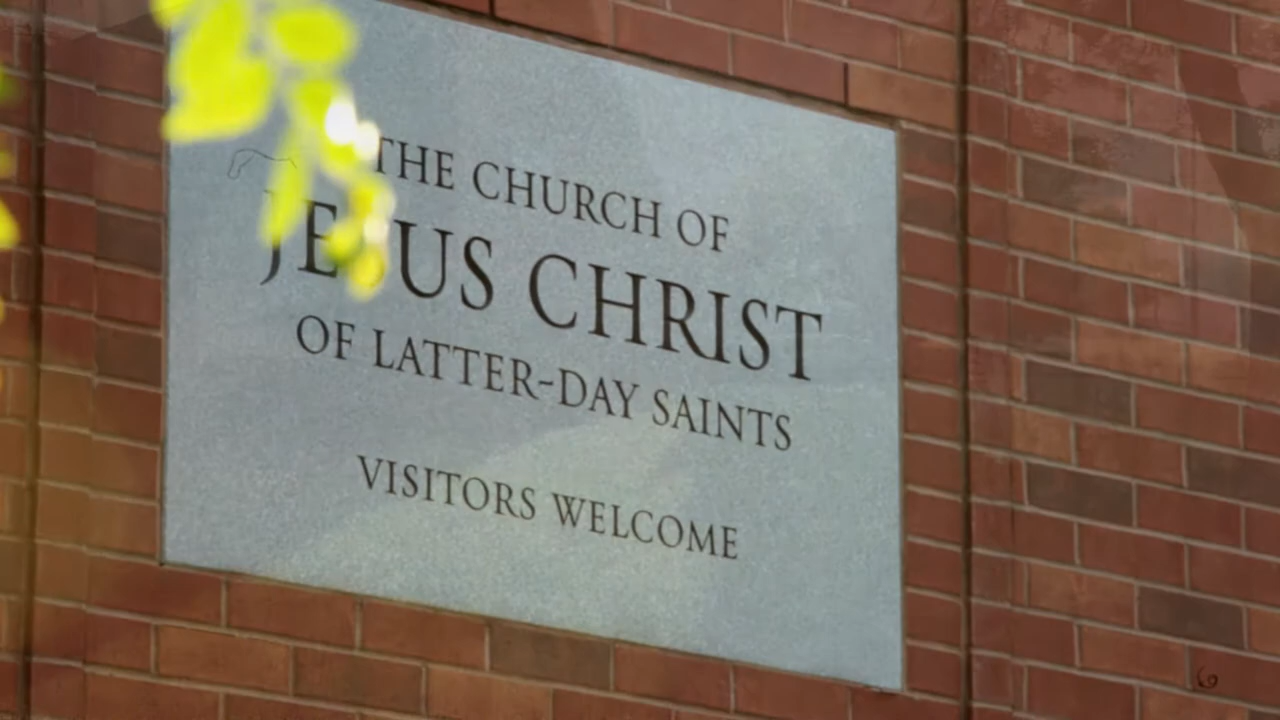 THE CHURCH OF
JESUS CHRIST
OF LATTER-DAY SAINTS
VISITORS WELCOME